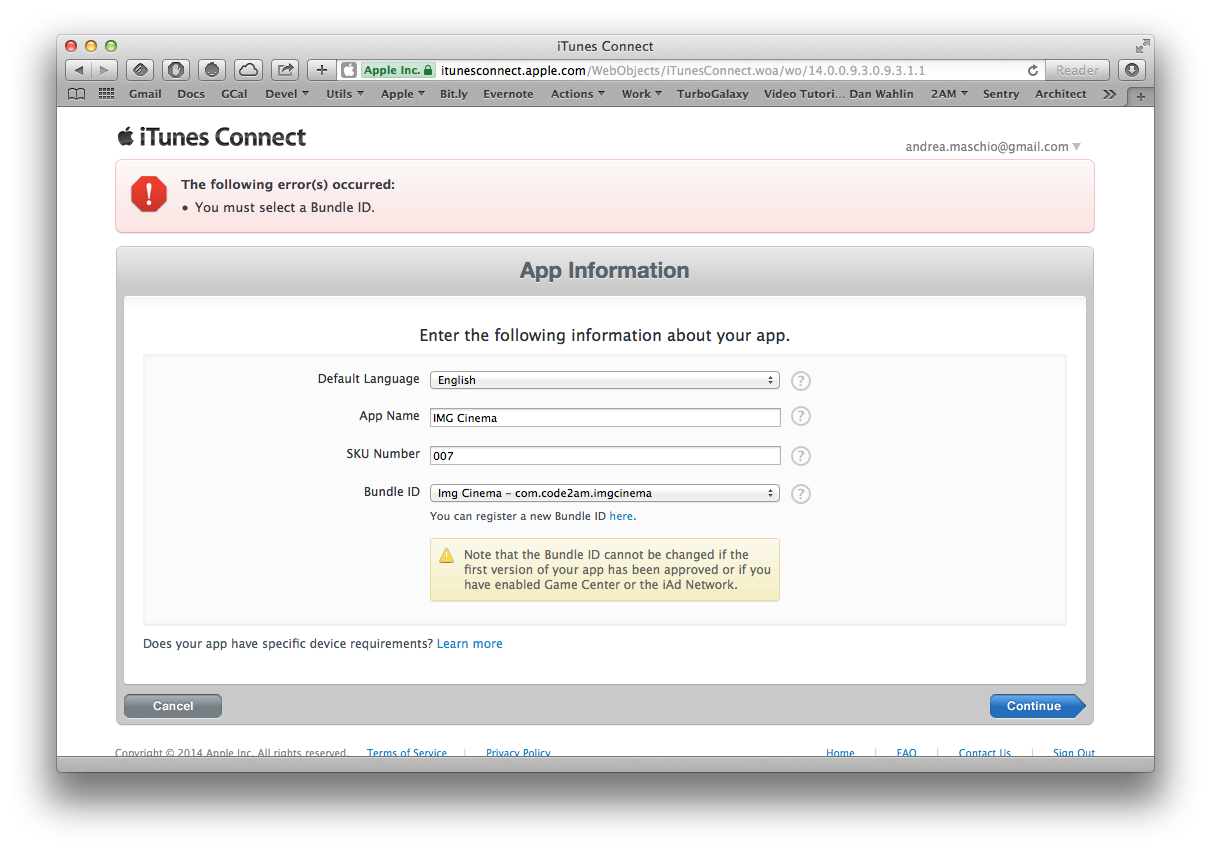 iTunes Connect
Apple Inc. itunesconnect.apple.com/WebObjects/iTunesConnect.woa/wo/14.0.0.9.3.0.9.3.1.1 Reader
Gmail Docs GCal Devel Utils Apple Bit.ly Evernote Actions Work TurboGalaxy Video Tutori... Dan Wahlin 2AM Sentry Architect
iTunes Connect
andrea.maschio@gmail.com
The following error(s) occurred:
• You must select a Bundle ID.
App Information
Enter the following information about your app.
Default Language English ?
App Name IMG Cinema ?
SKU Number 007 ?
Bundle ID Img Cinema - com.code2am.imgcinema ?
You can register a new Bundle ID here.
Note that the Bundle ID cannot be changed if the
first version of your app has been approved or if you
have enabled Game Center or the iAd Network.
Does your app have specific device requirements? Learn more
Cancel Continue
Copyright © 2014 Apple Inc. All rights reserved. Terms of Service | Privacy Policy Home | FAQ | Contact Us | Sign Out